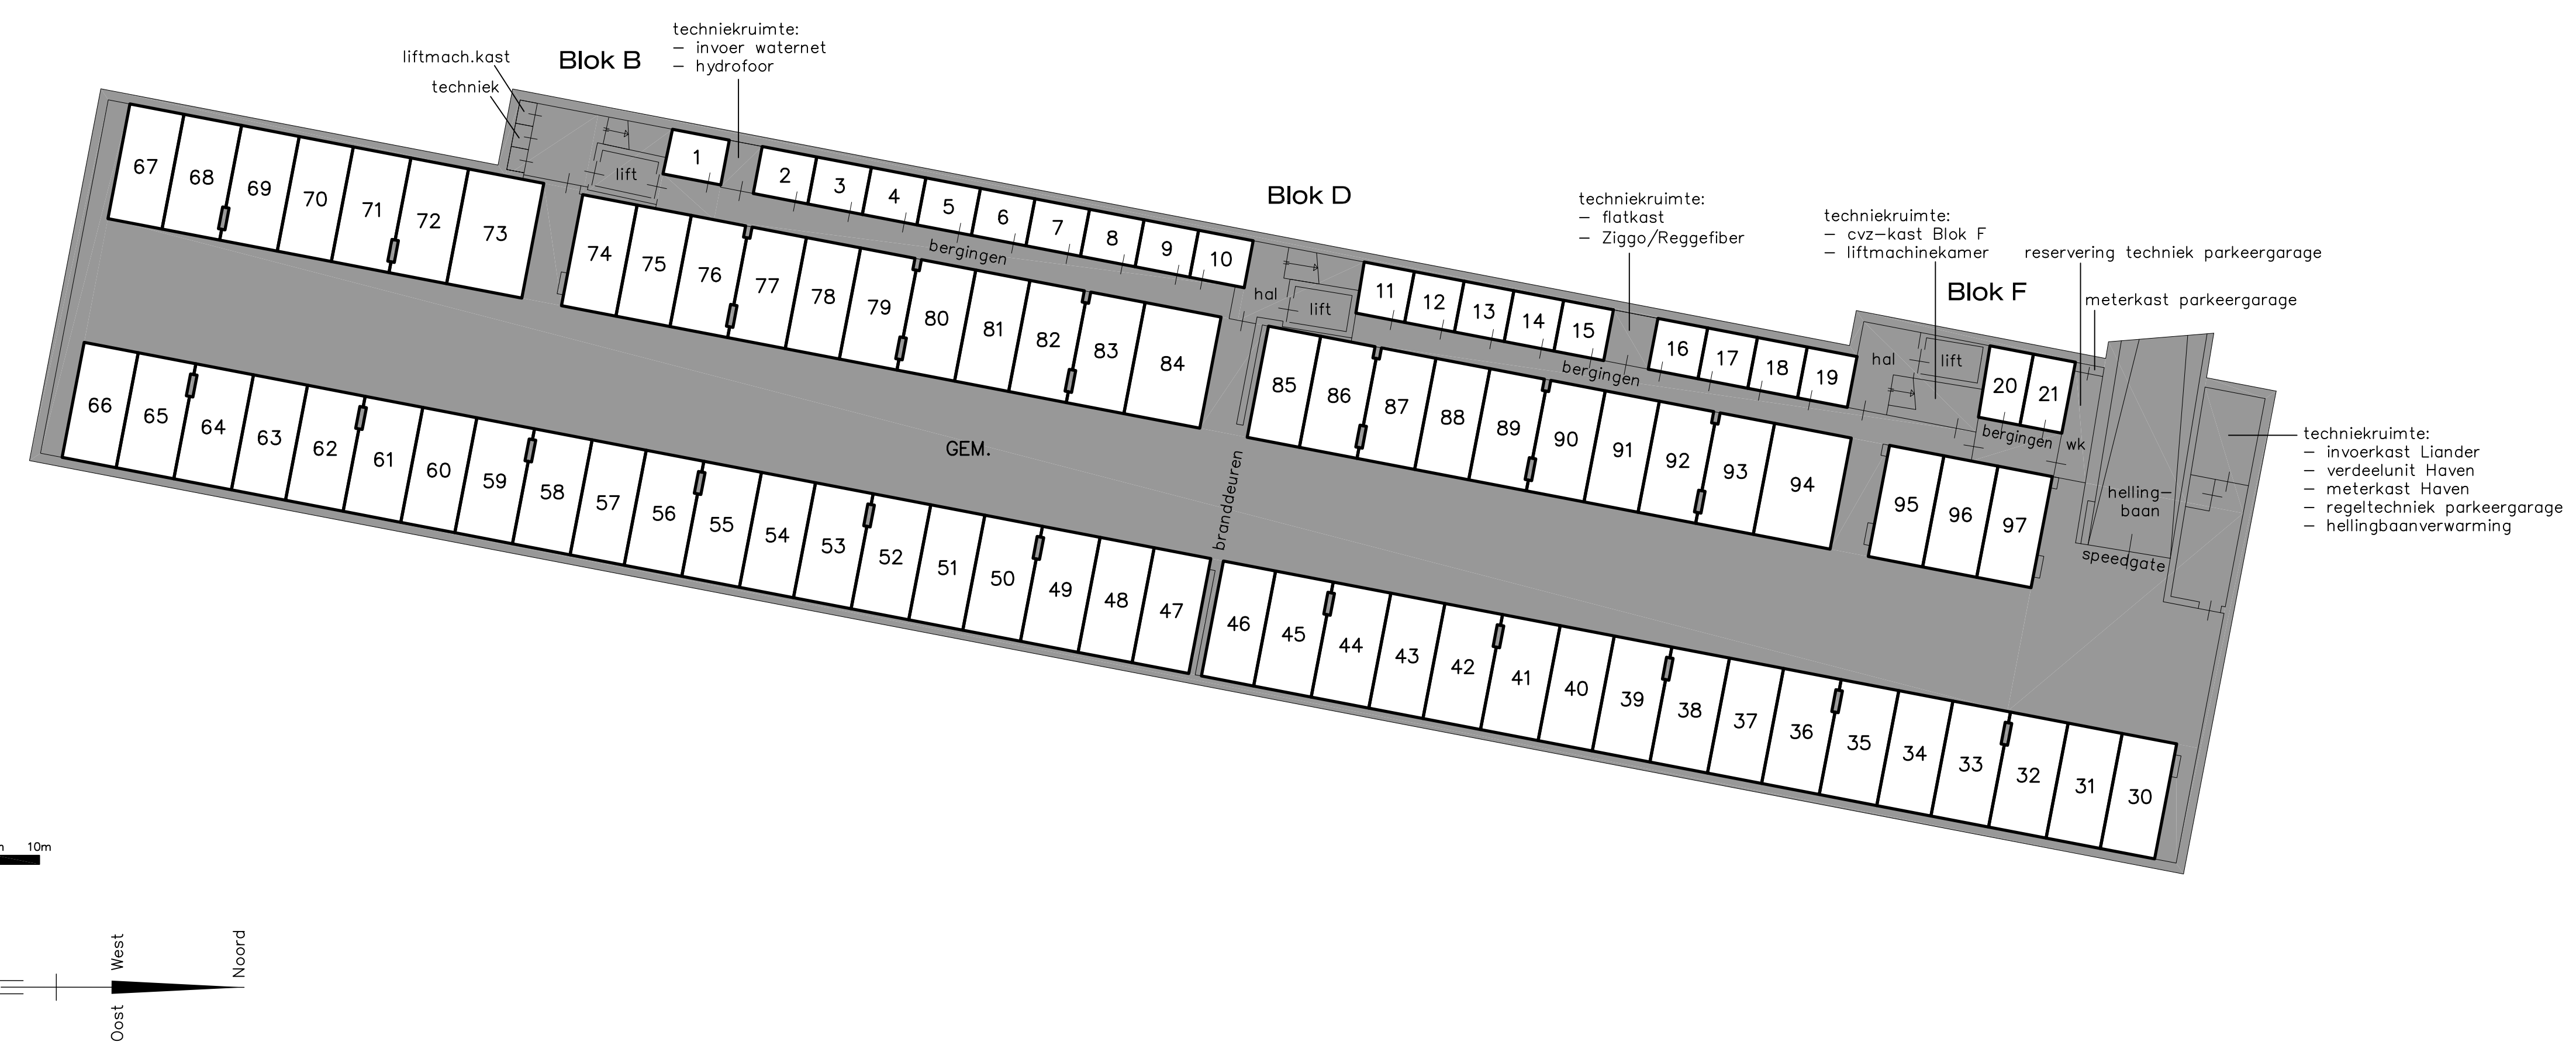 techniekruimte:
– invoer waternet
– hydrofoor
liftmach.kast
techniek
Blok B
Blok D
techniekruimte:
– flatkast
– Ziggo/Reggefiber
techniekruimte:
– cvz–kast Blok F
– liftmachinekamer
reservering techniek parkeergarage
Blok F
meterkast parkeergarage
67
68
69
70
71
72
73
lift
1
2
3
4
5
6
7
8
9
10
bergingen
hal
lift
11
12
13
14
15
16
17
18
19
bergingen
hal
lift
20
21
bergingen
wk
74
75
76
77
78
79
80
81
82
83
84
85
86
87
88
89
90
91
92
93
94
95
96
97
helling–
baan
speedgate
techniekruimte:
– invoerkast Liander
– verdeelunit Haven
– meterkast Haven
– regeltechniek parkeergarage
– hellingbaanverwarming
GEM.
branddeuren
66
65
64
63
62
61
60
59
58
57
56
55
54
53
52
51
50
49
48
47
46
45
44
43
42
41
40
39
38
37
36
35
34
33
32
31
30
10m
West
Noord
Oost